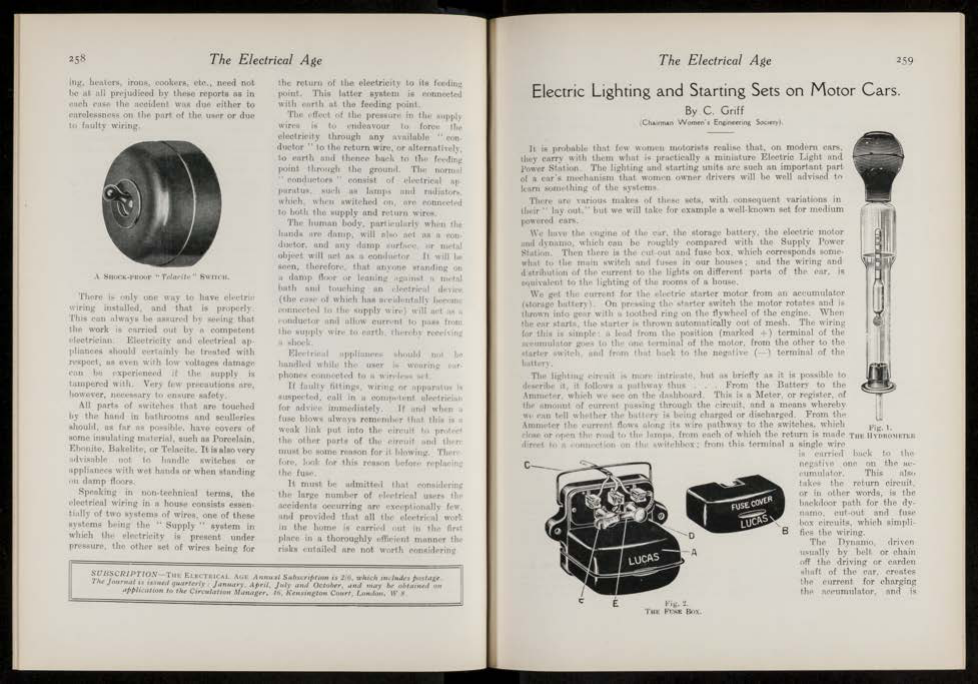 258
The Electrical Age
ing, heaters, irons, cookers, etc., need not
be at all prejudiced by these reports as in
each case the accident was due either to
carelessness on the part of the user or due
to faulty wiring.
A SHOCK-PROOF "Telacite" SWITCH.
There is only one way to have electric
wiring installed, and that is properly.
This can always be assured by seeing that
the work is carried out by a competent
electrician. Electricity and electrical ap-
pliances should certainly be treated with
respect, as even with low voltages damage
can be experienced if the supply is
tampered with. Very few precautions are,
however, necessary to ensure safety.
All parts of switches that are touched
by the hand in bathrooms and sculleries
should, as far as possible, have covers of
some insulating material, such as Porcelain,
Ebonite, Bakelite, or Telacite. It is also very
advisable not to handle switches or
appliances with wet hands or when standing
on damp floors.
Speaking in non-technical terms, the
electrical wiring in a house consists essen-
tially of two systems of wires, one of these
systems being the "Supply" system in
which the electricity is present under
pressure, the other set of wires being for
the return of the electricity to its feeding
point. This latter system is connected
with earth at the feeding point.
The effect of the pressure in the supply
wires is to endeavour to force the
electricity through any available "con-
ductor" to the return wire, or alternatively,
to earth and thence back to the feeding
point through the ground. The normal
"conductors" consist of electrical ap-
paratus, such as lamps and radiators,
which, when switched on, are connected
to both the supply and return wires.
The human body, particularly when the
hands are damp, will also act as a con-
ductor, and any damp surface, or metal
object will act as a conductor. It will be
seen, therefore, that anyone standing on
a damp floor or leaning against a metal
bath and touching an electrical device
(the case of which has accidentally become
connected to the supply wire) will act as a
conductor and allow current to pass from
the supply wire to earth, thereby receiving
a shock.
Electrical appliances should not be
handled while the user is wearing ear-
phones connected to a wireless set.
If faulty fittings, wiring or apparatus is
suspected, call in a competent electrician
for advice immediately. If and when a
fuse blows always remember that this is a
weak link put into the circuit to protect
the other parts of the circuit and there
must be some reason for it blowing. There-
fore, look for this reason before replacing
the fuse.
It must be admitted that considering
the large number of electrical users the
accidents occurring are exceptionally few,
and provided that all the electrical work
in the home is carried out in the first
place in a thoroughly efficient manner the
risks entailed are not worth considering.
SUBSCRIPTION—THE ELECTRICAL AGE Annual Subscription is 2/6, which includes postage.
The Journal is issued quarterly: January, April, July and October, and may be obtained on
application to the Circulation Manager, 46, Kensington Court, London, W 8.
The Electrical Age
259
Electric Lighting and Starting Sets on Motor Cars.
By C. Griff
(Chairman Women's Engineering Society).
It is probable that few women motorists realise that, on modern cars,
they carry with them what is practically a miniature Electric Light and
Power Station. The lighting and starting units are such an important part
of a car's mechanism that women owner drivers will be well advised to
learn something of the systems.
There are various makes of these sets, with consequent variations in
their "lay out," but we will take for example a well-known set for medium
powered cars.
We have the engine of the car, the storage battery, the electric motor
and dynamo, which can be roughly compared with the Supply Power
Station. Then there is the cut-out and fuse box, which corresponds some-
what to the main switch and fuses in our houses; and the wiring and
distribution of the current to the lights on different parts of the car, is
equivalent to the lighting of the rooms of a house.
We get the current for the electric starter motor from an accumulator
(storage battery). On pressing the starter switch the motor rotates and is
thrown into gear with a toothed ring on the flywheel of the engine. When
the car starts, the starter is thrown automatically out of mesh. The wiring
for this is simple: a lead from the position (marked +) terminal of the
accumulator goes to the one terminal of the motor, from the other to the
starter switch, and from that back to the negative (—) terminal of the
battery.
The lighting circuit is more intricate, but as briefly as it is possible to
describe it, it follows a pathway thus . . . From the Battery to the
Ammeter, which we see on the dashboard. This is a Meter, or register, of
the amount of current passing through the circuit, and a means whereby
we can tell whether the battery is being charged or discharged. From the
Ammeter the current flows along its wire pathway to the switches, which
close or open the road to the lamps, from each of which the return is made
direct to a connection on the switchbox; from this terminal a single wire
Fig. 1.
THE HYDROMETER
is carried back to the
negative one on the ac-
cumulator. This also
takes the return circuit,
or in other words, is the
backdoor path for the dy-
namo, cut-out and fuse
box circuits, which simpli-
fies the wiring.
The Dynamo, driven
usually by belt or chain
off the driving or carden
shaft of the car, creates
the current for charging
the accumulator, and is
C
FUSE COVER
LUCAS
B
D
A
LUCAS
C
E
Fig. 2.
THE FUSE BOX.